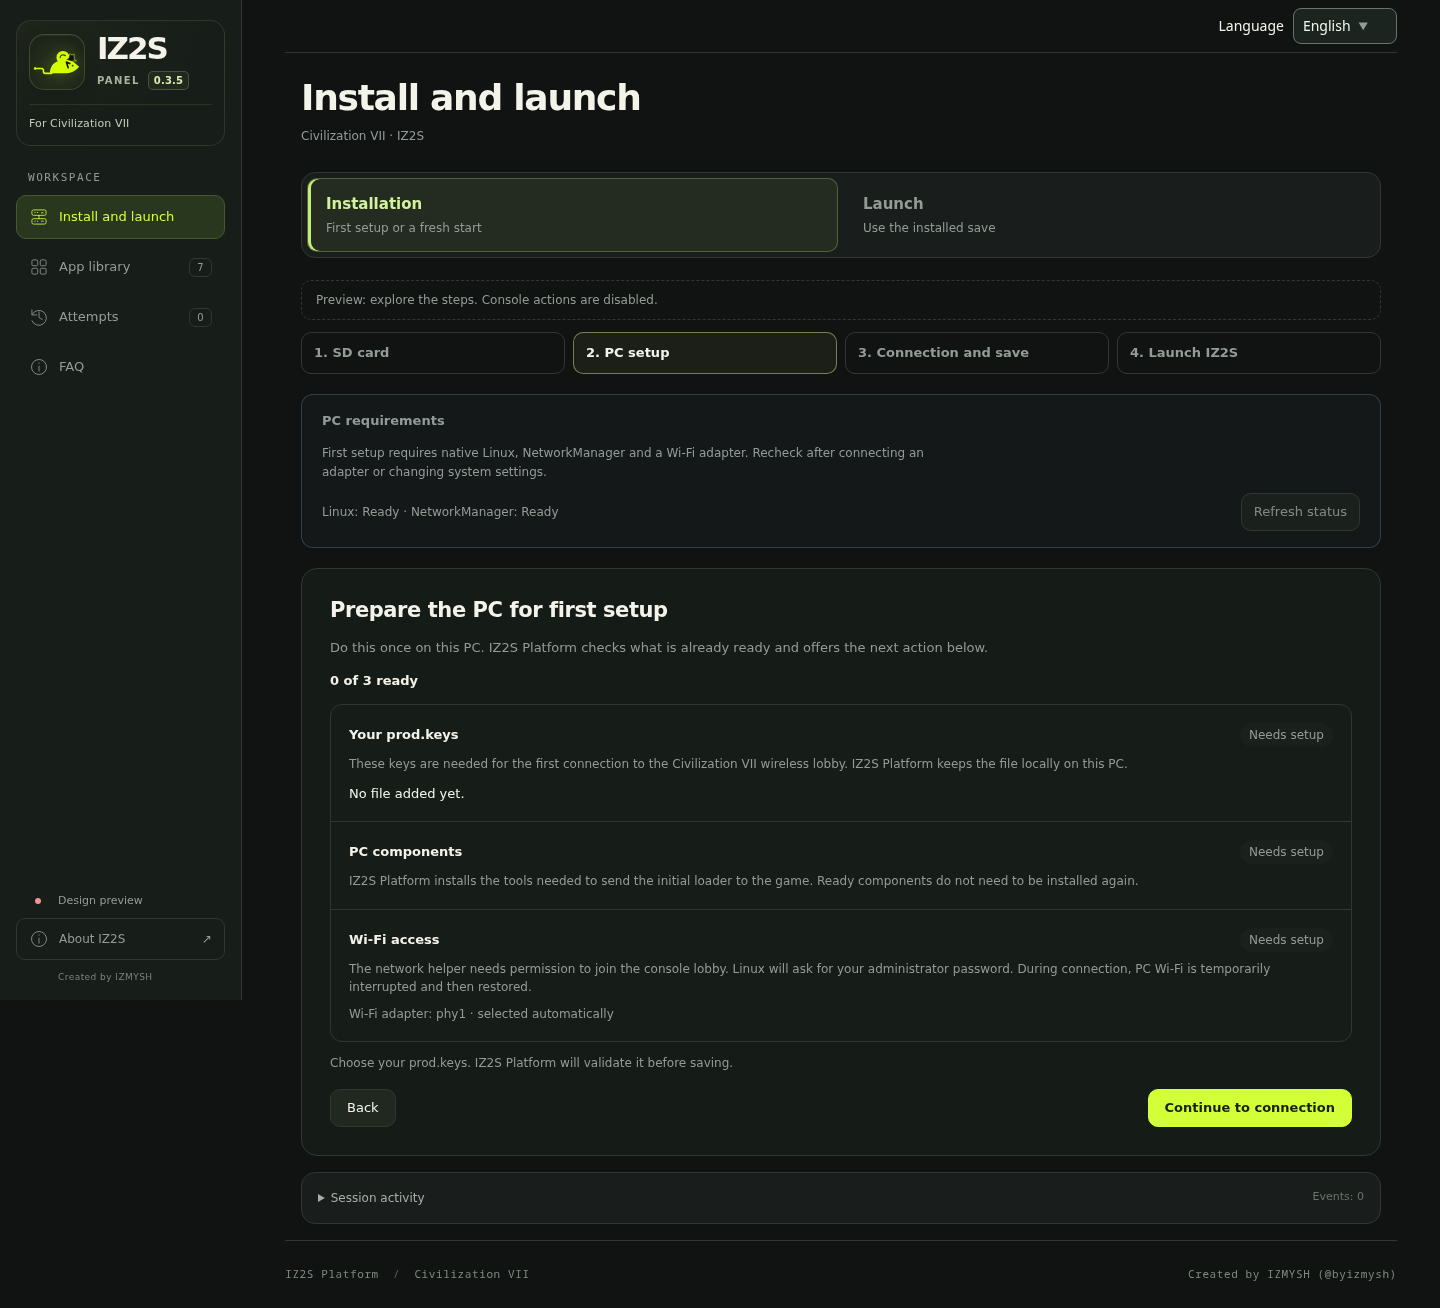 IZ2S
PANEL 0.3.5
For Civilization VII
WORKSPACE
Install and launch
App library 7
Attempts 0
FAQ
Design preview
About IZ2S ↗
Created by IZMYSH
Language English ▼
Install and launch
Civilization VII · IZ2S
Installation
First setup or a fresh start
Launch
Use the installed save
Preview: explore the steps. Console actions are disabled.
1. SD card
2. PC setup
3. Connection and save
4. Launch IZ2S
PC requirements
First setup requires native Linux, NetworkManager and a Wi-Fi adapter. Recheck after connecting an
adapter or changing system settings.
Linux: Ready · NetworkManager: Ready
Refresh status
Prepare the PC for first setup
Do this once on this PC. IZ2S Platform checks what is already ready and offers the next action below.
0 of 3 ready
Your prod.keys
Needs setup
These keys are needed for the first connection to the Civilization VII wireless lobby. IZ2S Platform keeps the file locally on this PC.
No file added yet.
PC components
Needs setup
IZ2S Platform installs the tools needed to send the initial loader to the game. Ready components do not need to be installed again.
Wi-Fi access
Needs setup
The network helper needs permission to join the console lobby. Linux will ask for your administrator password. During connection, PC Wi-Fi is temporarily
interrupted and then restored.
Wi-Fi adapter: phy1 · selected automatically
Choose your prod.keys. IZ2S Platform will validate it before saving.
Back
Continue to connection
▶ Session activity
Events: 0
IZ2S Platform / Civilization VII
Created by IZMYSH (@byizmysh)